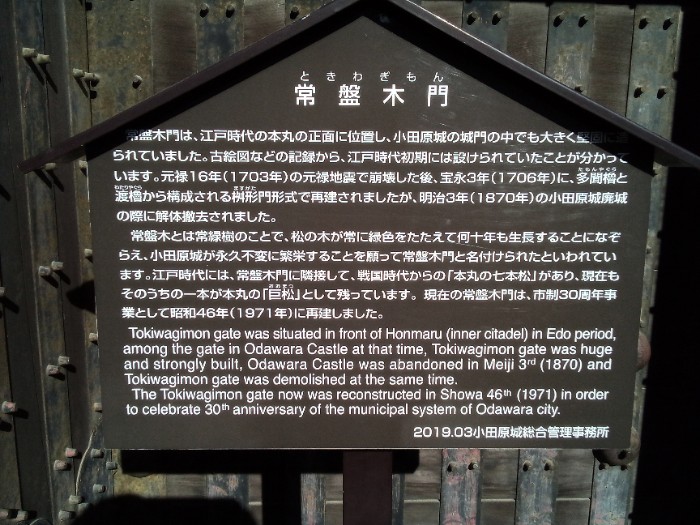 ときわぎもん
常盤木門
常盤木門は、江戸時代の本丸の正面に位置し、小田原城の城門の中でも大きく堅固に造
られていました。古絵図などの記録から、江戸時代初期には設けられていたことが分かって
います。元禄16年(1703年)の元禄地震で崩壊した後、宝永3年(1706年)に、多聞櫓と
渡櫓から構成される桝形門形式で再建されましたが、明治3年(1870年)の小田原城廃城
の際に解体撤去されました。
常盤木とは常緑樹のことで、松の木が常に緑色をたたえて何十年も生長することになぞ
らえ、小田原城が永久不変に繁栄することを願って常盤木門と名付けられたといわれてい
ます。江戸時代には、常盤木門に隣接して、戦国時代からの「本丸の七本松」があり、現在も
そのうちの一本が本丸の「巨松」として残っています。現在の常盤木門は、市制30周年事
業として昭和46年(1971年)に再建しました。
Tokiwagimon gate was situated in front of Honmaru (inner citadel) in Edo period,
among the gate in Odawara Castle at that time, Tokiwagimon gate was huge
and strongly built, Odawara Castle was abandoned in Meiji 3rd (1870) and
Tokiwagimon gate was demolished at the same time.
The Tokiwagimon gate now was reconstructed in Showa 46th (1971) in order
to celebrate 30th anniversary of the municipal system of Odawara city.
2019.03小田原城総合管理事務所